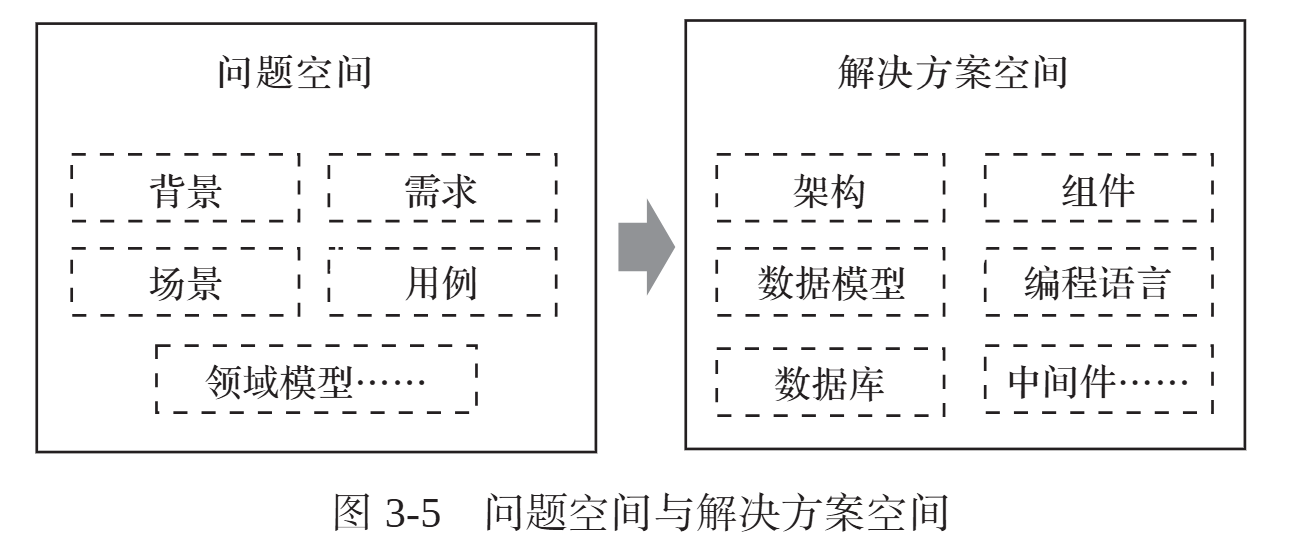 问题空间
背景
需求
场景
用例
领域模型……
解决方案空间
架构
组件
数据模型
编程语言
数据库
中间件……
图 3-5 问题空间与解决方案空间